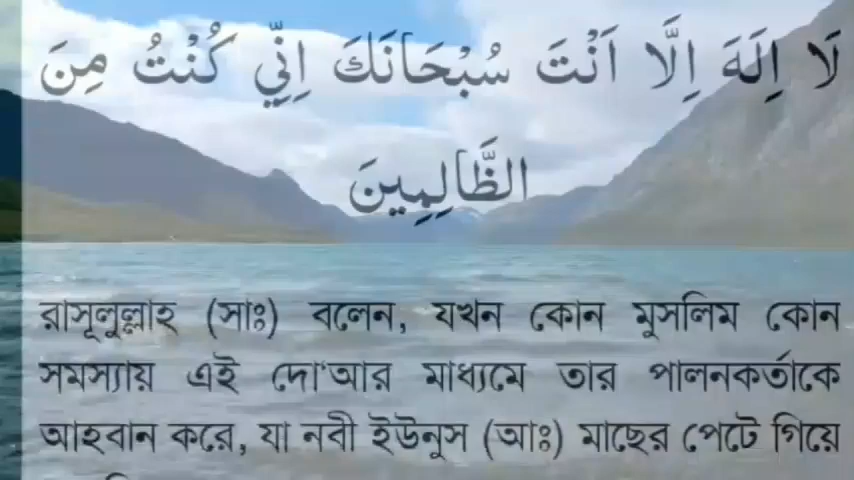 لَا اِلَهَ اِلَّا اَنْتَ سُبْحَانَكَ اِنِّي كُنْتُ مِنَ
الظَّالِمِينَ
রাসূলুল্লাহ (সাঃ) বলেন, যখন কোন মুসলিম কোন
সমস্যায় এই দো‘আর মাধ্যমে তার পালনকর্তাকে
আহবান করে, যা নবী ইউনুস (আঃ) মাছের পেটে গিয়ে